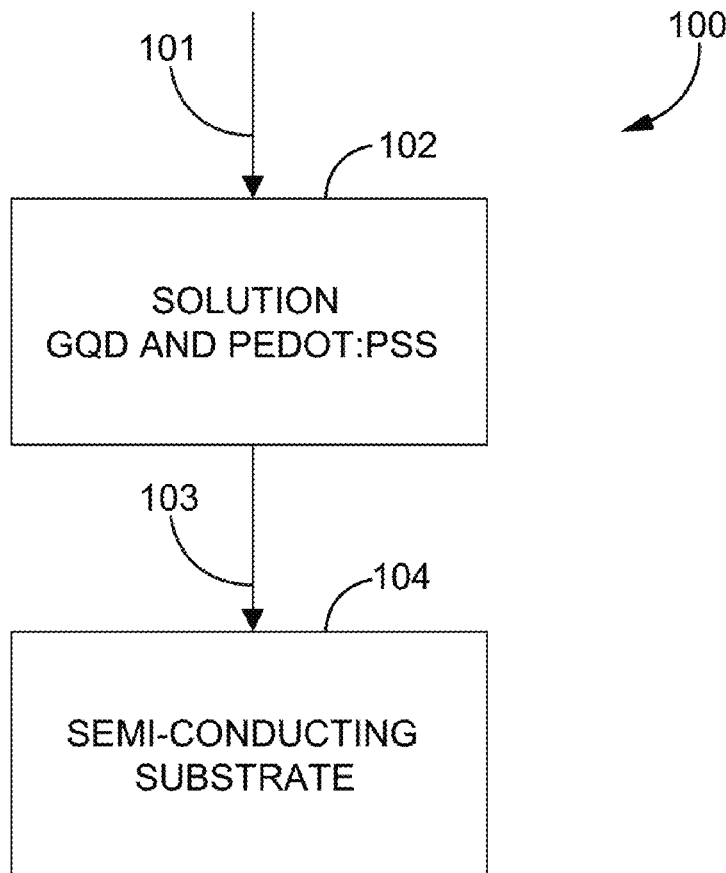 100
101
102
SOLUTION
GQD AND PEDOT:PSS
103
104
SEMI-CONDUCTING
SUBSTRATE